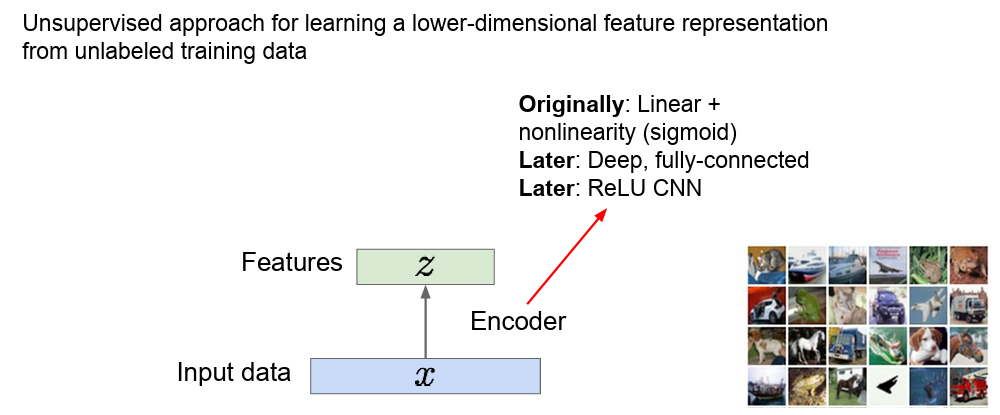 Unsupervised approach for learning a lower-dimensional feature representation
from unlabeled training data
Originally: Linear +
nonlinearity (sigmoid)
Later: Deep, fully-connected
Later: ReLU CNN
Features
z
Encoder
Input data
x